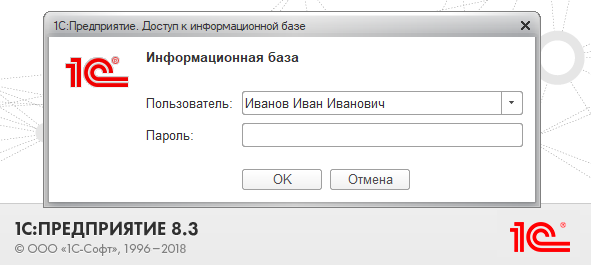 1С:Предприятие. Доступ к информационной базе
1С®
Информационная база
Пользователь: Иванов Иван Иванович
Пароль:
OK Отмена
1С:ПРЕДПРИЯТИЕ 8.3
© ООО «1С-Софт», 1996–2018
1С®